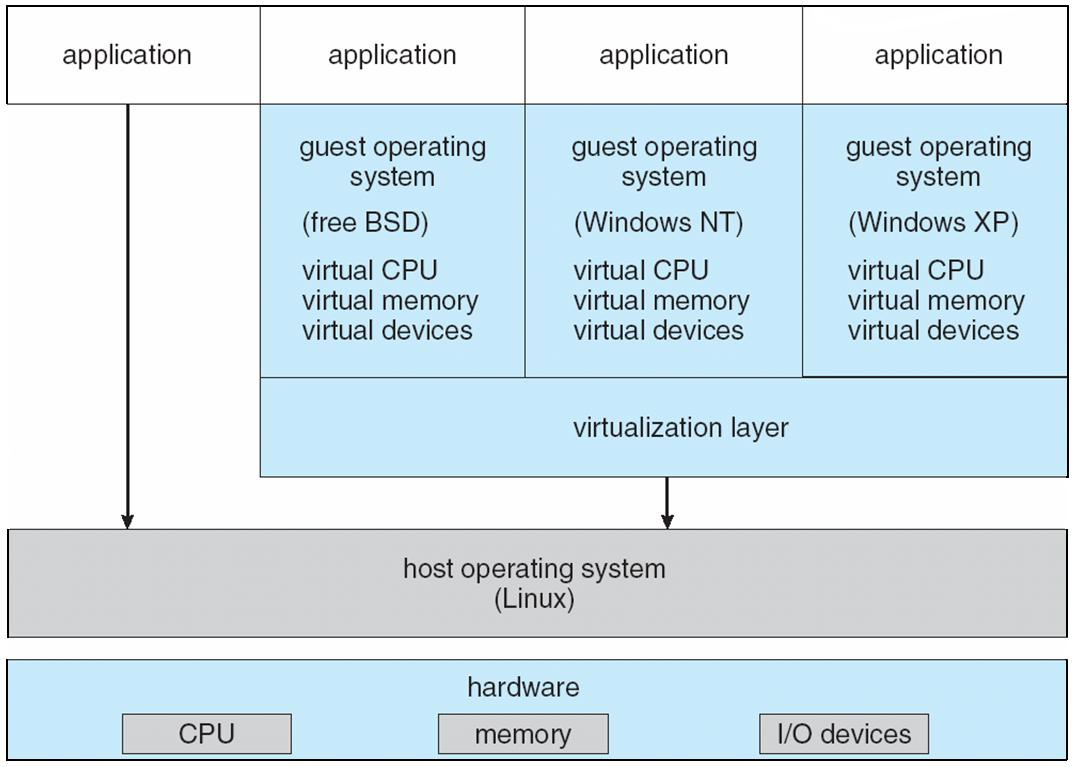 application
application
application
application
guest operating
system
(free BSD)
virtual CPU
virtual memory
virtual devices
guest operating
system
(Windows NT)
virtual CPU
virtual memory
virtual devices
guest operating
system
(Windows XP)
virtual CPU
virtual memory
virtual devices
virtualization layer
host operating system
(Linux)
hardware
CPU
memory
I/O devices